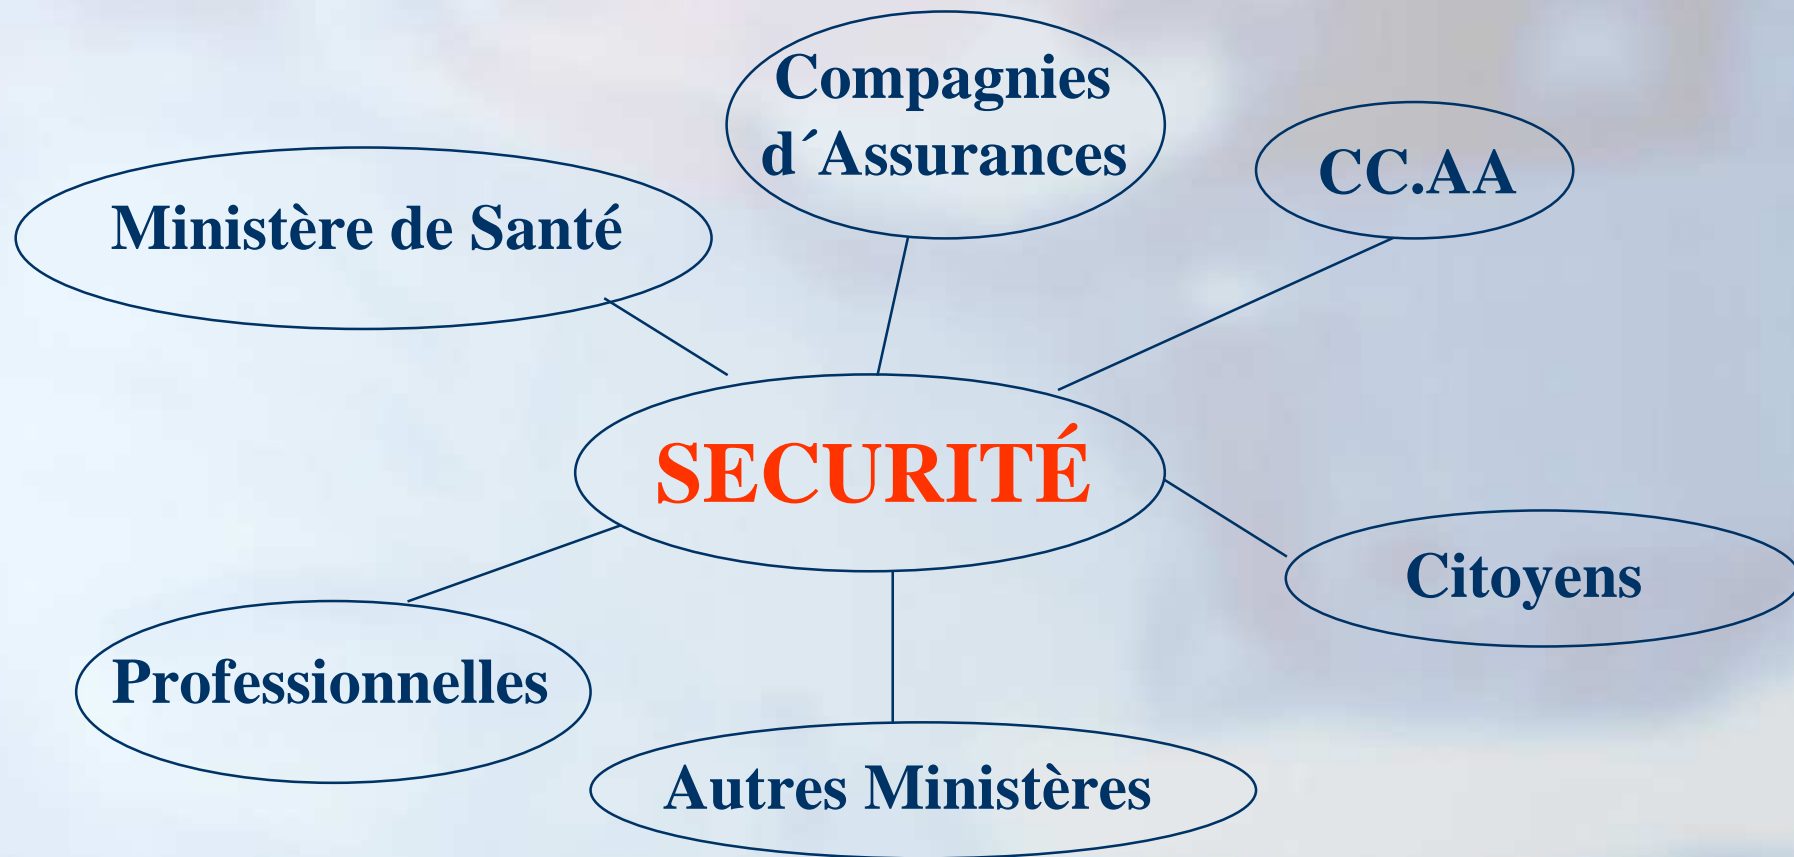 Compagnies
d´Assurances
CC.AA
Ministère de Santé
SECURITÉ
Citoyens
Professionnelles
Autres Ministères